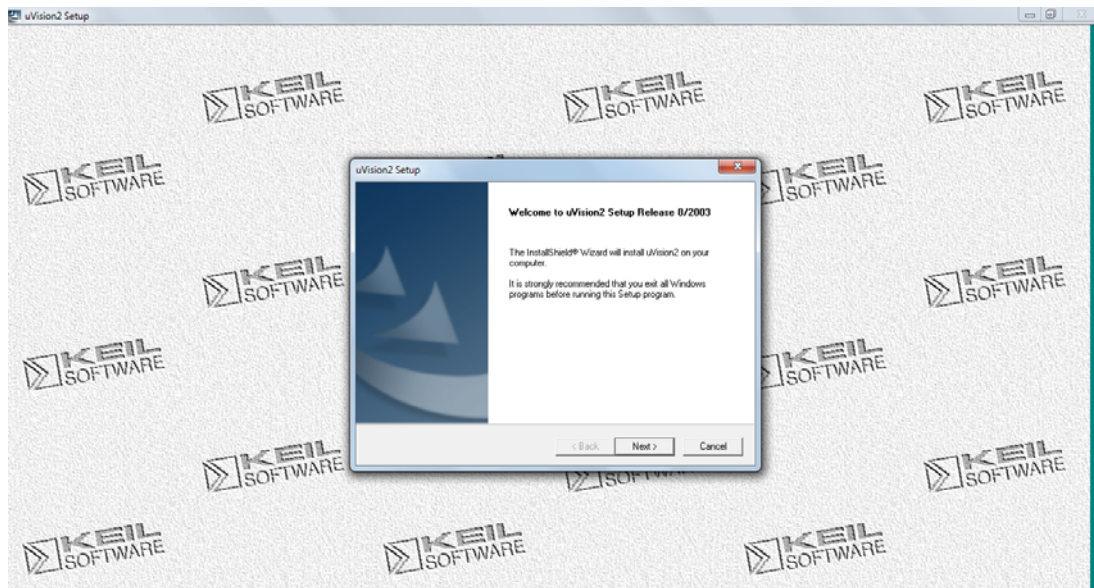 uVision2 Setup
KEIL
SOFTWARE
KEIL
SOFTWARE
KEIL
SOFTWARE
KEIL
SOFTWARE
KEIL
SOFTWARE
uVision2 Setup
Welcome to uVision2 Setup Release 8/2003
The InstallShield® Wizard will install uVision2 on your
computer.
It is strongly recommended that you exit all Windows
programs before running this Setup program.
KEIL
SOFTWARE
KEIL
SOFTWARE
KEIL
SOFTWARE
KEIL
SOFTWARE
< Back
Next >
Cancel
KEIL
SOFTWARE
SOFTWARE
KEIL
SOFTWARE
KEIL
SOFTWARE
KEIL
SOFTWARE
KEIL
SOFTWARE